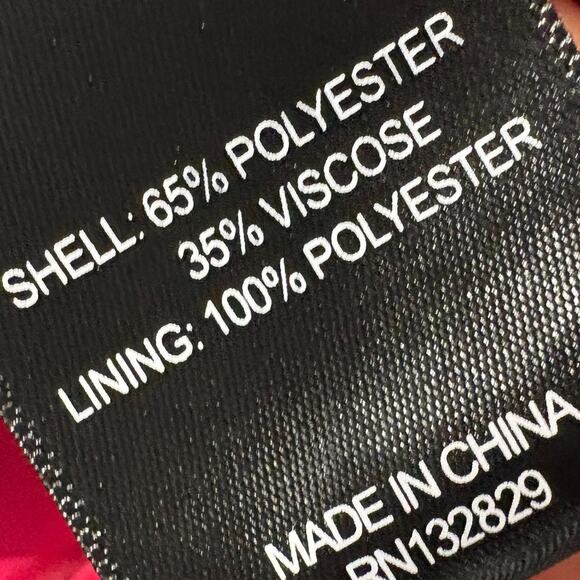 SHELL: 65% POLYESTER
35% VISCOSE
LINING: 100% POLYESTER
MADE IN CHINA
RN132829